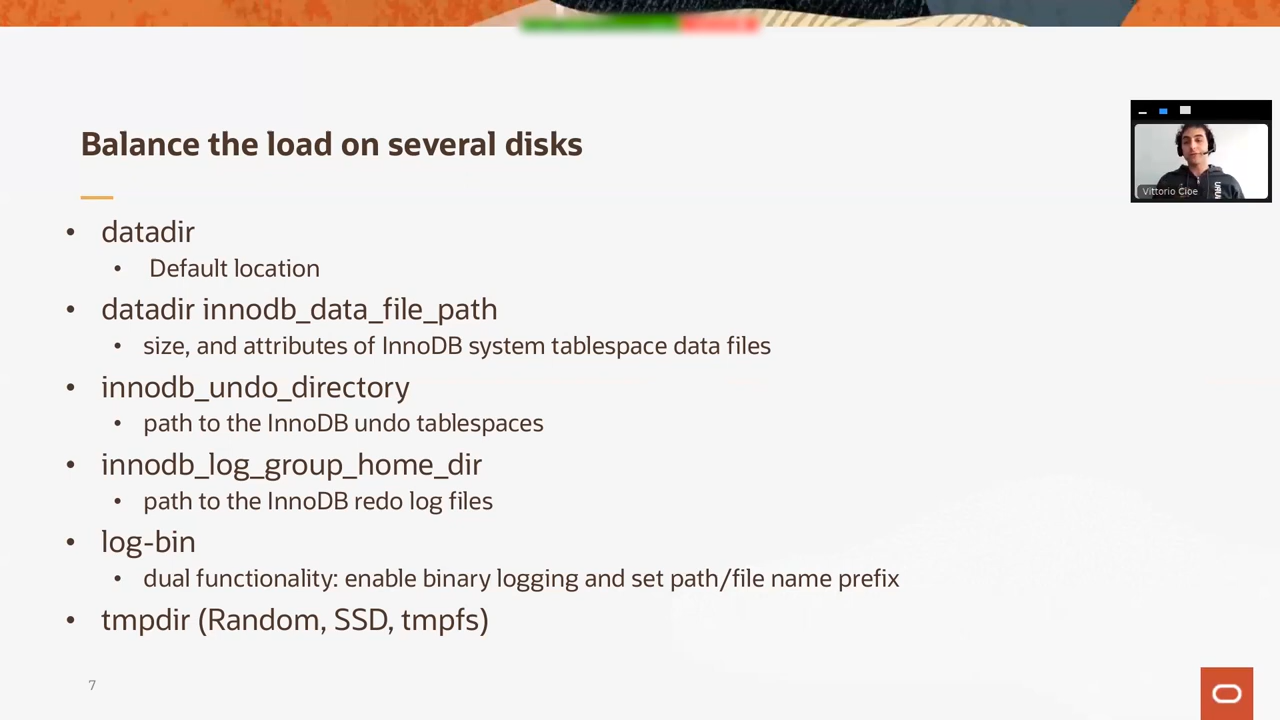 Balance the load on several disks
Vittorio Cioe
• datadir
• Default location
• datadir innodb_data_file_path
• size, and attributes of InnoDB system tablespace data files
• innodb_undo_directory
• path to the InnoDB undo tablespaces
• innodb_log_group_home_dir
• path to the InnoDB redo log files
• log-bin
• dual functionality: enable binary logging and set path/file name prefix
• tmpdir (Random, SSD, tmpfs)
7